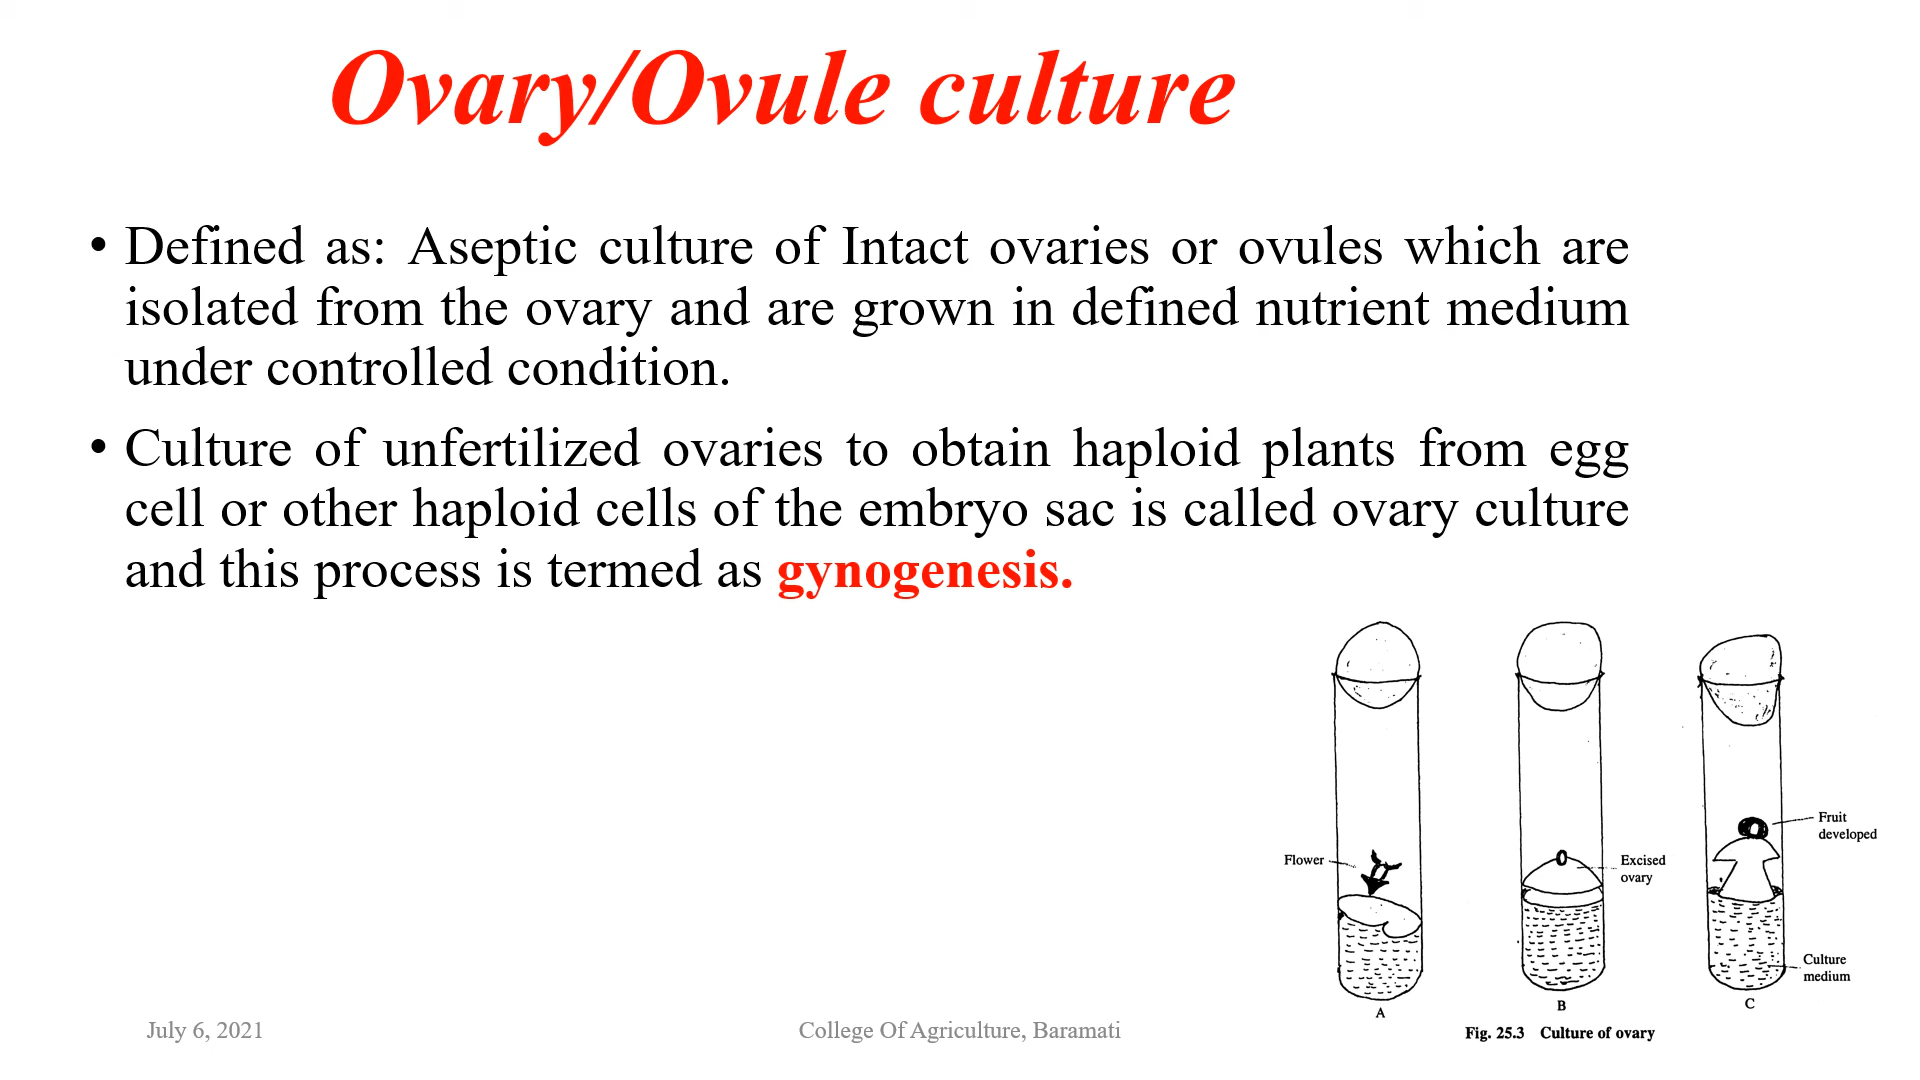 Ovary/Ovule culture
• Defined as: Aseptic culture of Intact ovaries or ovules which are
isolated from the ovary and are grown in defined nutrient medium
under controlled condition.
• Culture of unfertilized ovaries to obtain haploid plants from egg
cell or other haploid cells of the embryo sac is called ovary culture
and this process is termed as gynogenesis.
Fruit
developed
Flower
Excised
ovary
Culture
medium
A
B
C
Fig. 25.3 Culture of ovary
July 6, 2021
College Of Agriculture, Baramati